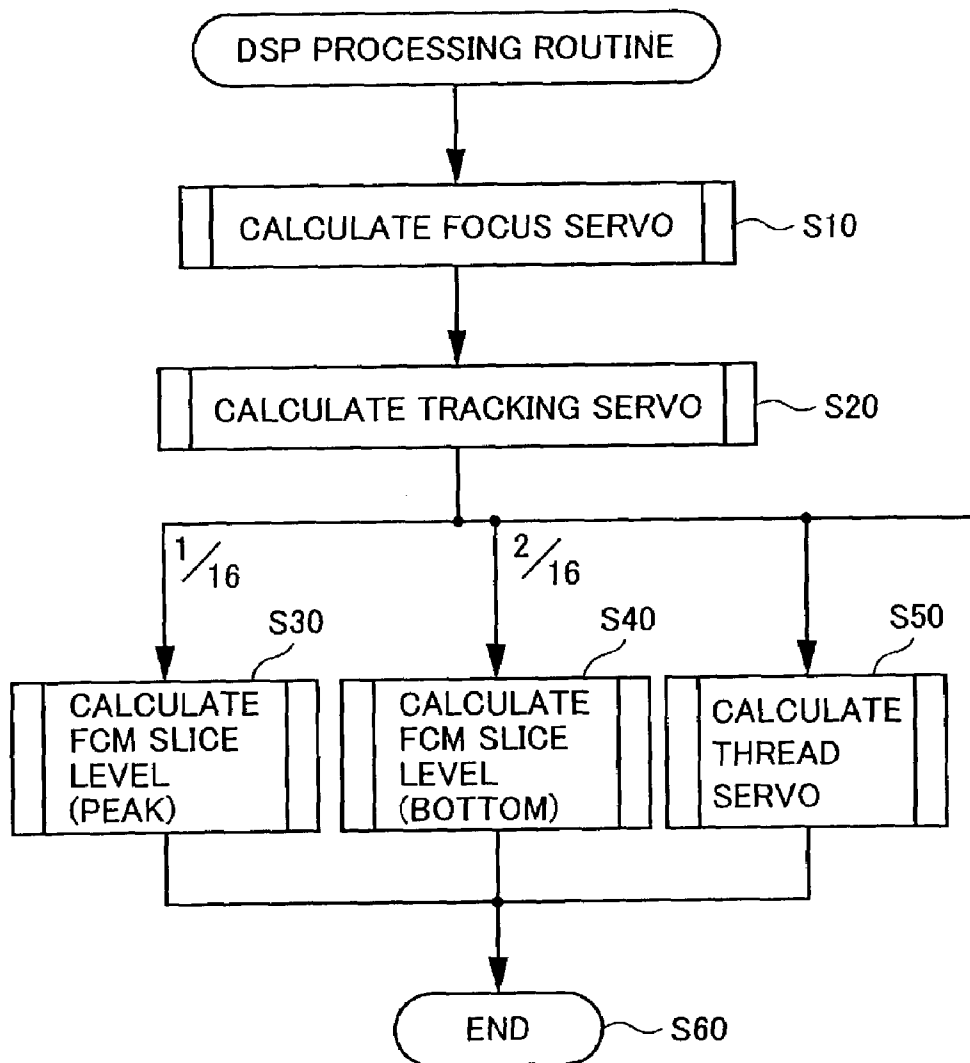 DSP PROCESSING ROUTINE
CALCULATE FOCUS SERVO
S10
CALCULATE TRACKING SERVO
S20
1/16
2/16
S30
S40
S50
CALCULATE
FCM SLICE
LEVEL
(PEAK)
CALCULATE
FCM SLICE
LEVEL
(BOTTOM)
CALCULATE
THREAD
SERVO
END
S60